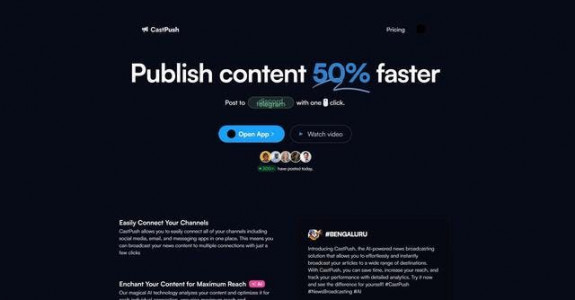 CastPush
Pricing
Publish content 50% faster
Post to telegram with one click.
Open App >
Watch video
have posted today.
Easily Connect Your Channels
CastPush allows you to easily connect all of your channels including
social media, email, and messaging apps in one place. This means you
can broadcast your news content to multiple connections with just a
few clicks.
Enchant Your Content for Maximum Reach AI
Our magical AI technology analyzes your content and optimizes it for
#BENGALURU
Introducing CastPush, the AI-powered news broadcasting
solution that allows you to effortlessly and instantly
broadcast your articles to a wide range of destinations.
With CastPush, you can save time, increase your reach, and
track your performance with detailed analytics. Try it now
and see the difference for yourself! #CastPush
#NewsBroadcasting #AI